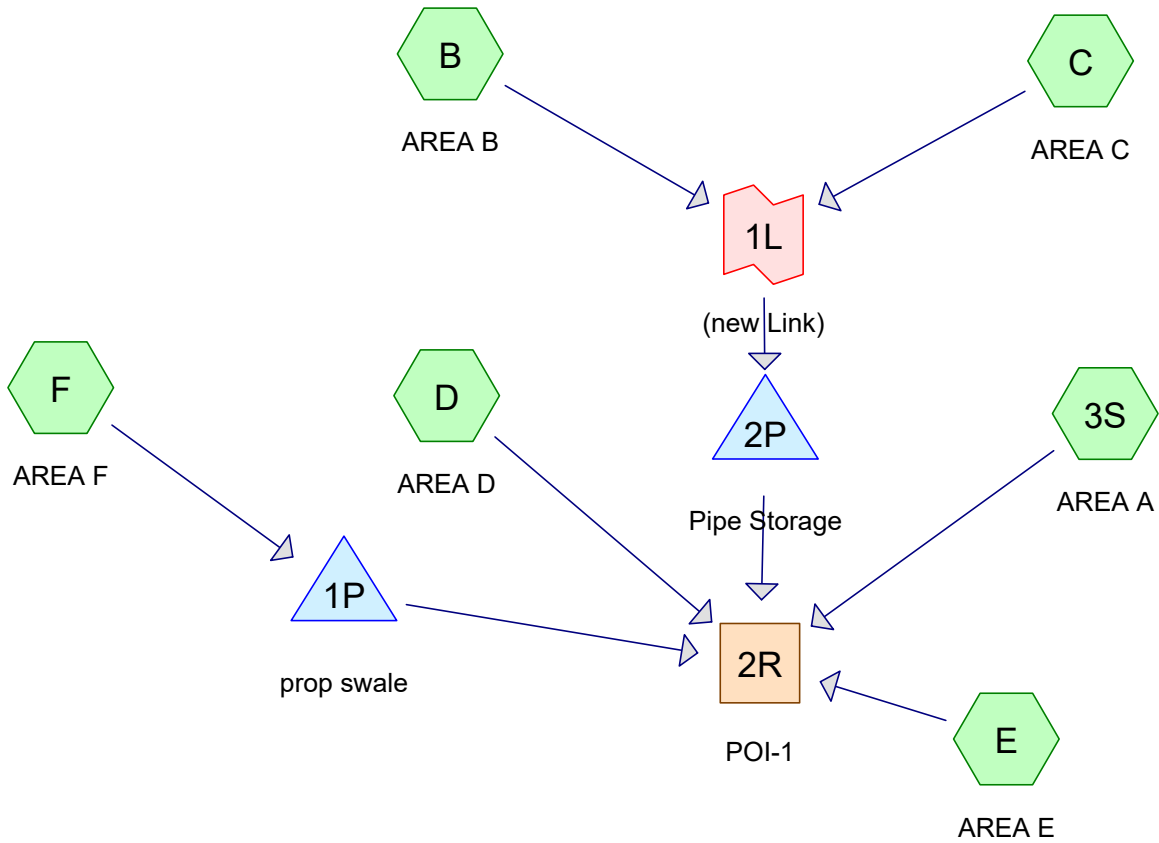 B
AREA B
C
AREA C
1L
(new Link)
F
AREA F
D
AREA D
2P
Pipe Storage
3S
AREA A
1P
prop swale
2R
POI-1
E
AREA E